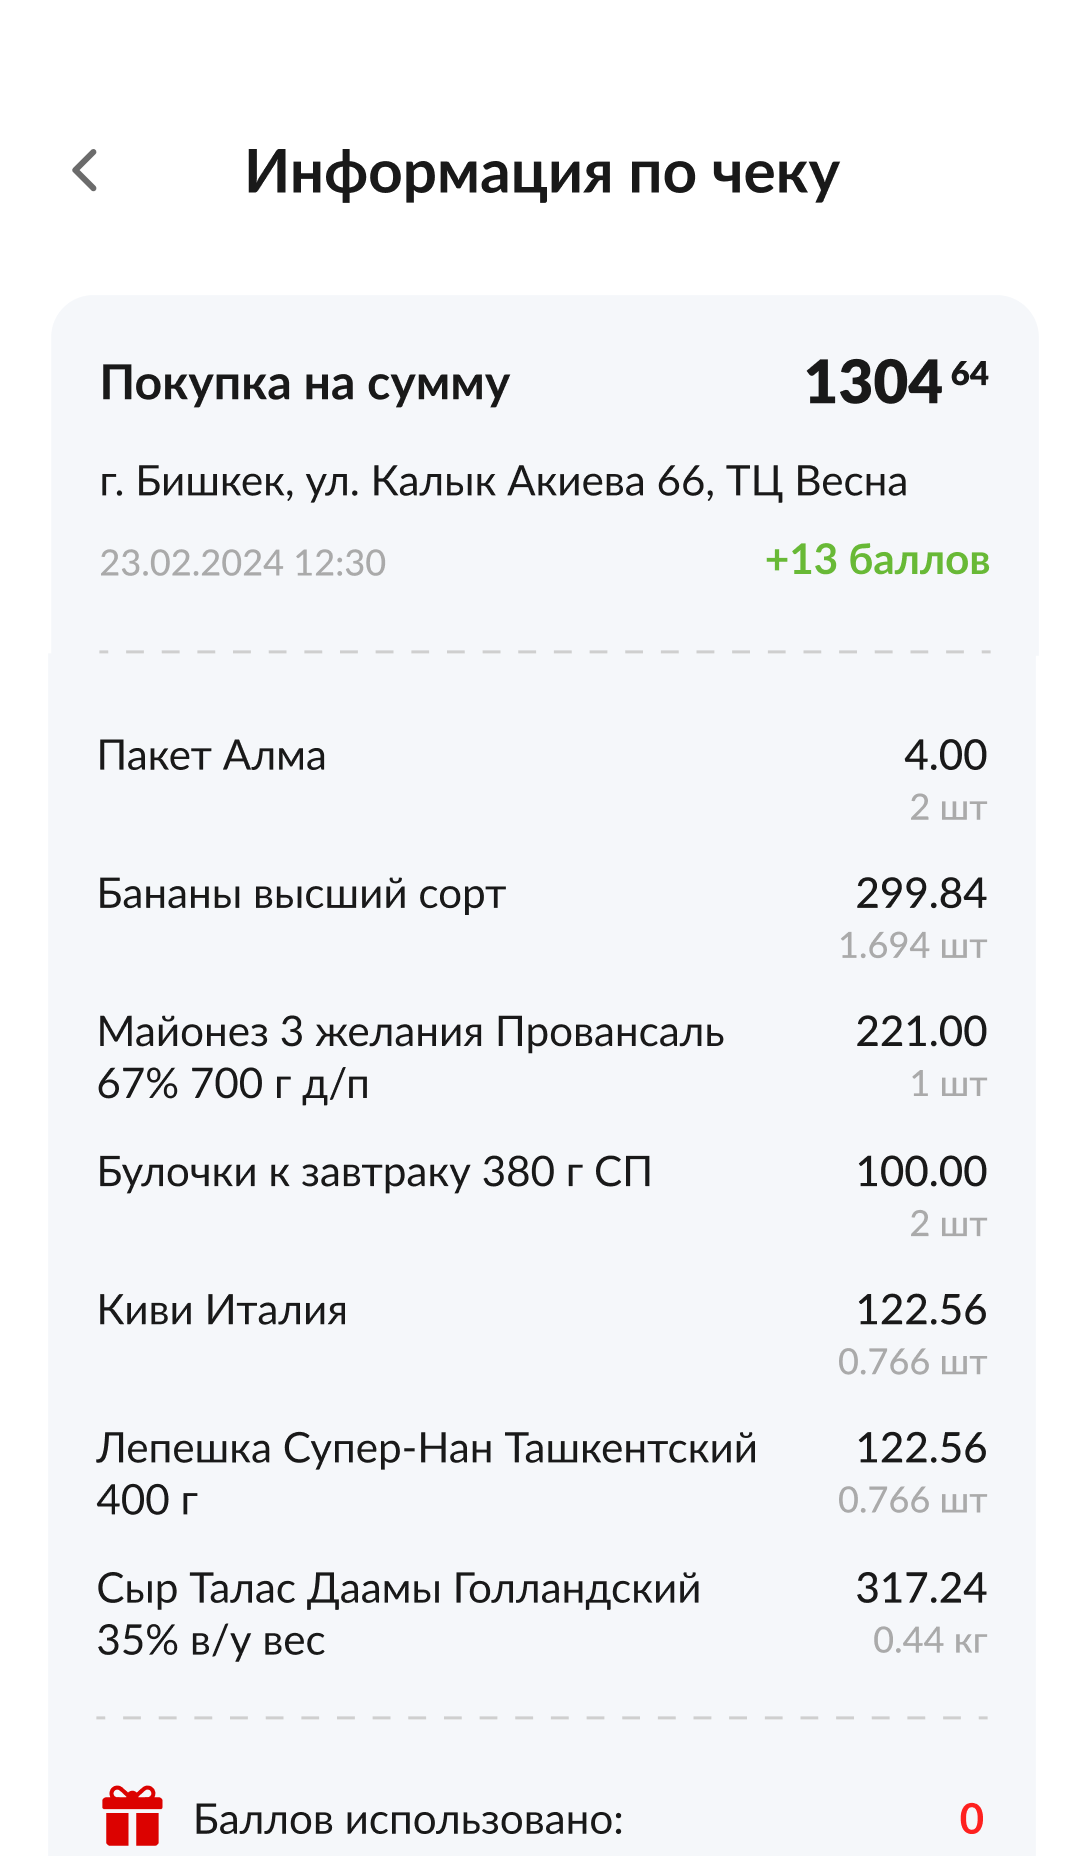 Информация по чеку
Покупка на сумму 1304 64
г. Бишкек, ул. Калык Акиева 66, ТЦ Весна
23.02.2024 12:30 +13 баллов
Пакет Алма 4.00
2 шт
Бананы высший сорт 299.84
1.694 шт
Майонез 3 желания Провансаль 221.00
67% 700 г д/п 1 шт
Булочки к завтраку 380 г СП 100.00
2 шт
Киви Италия 122.56
0.766 шт
Лепешка Супер-Нан Ташкентский 122.56
400 г 0.766 шт
Сыр Талас Даамы Голландский 317.24
35% в/у вес 0.44 кг
Баллов использовано: 0